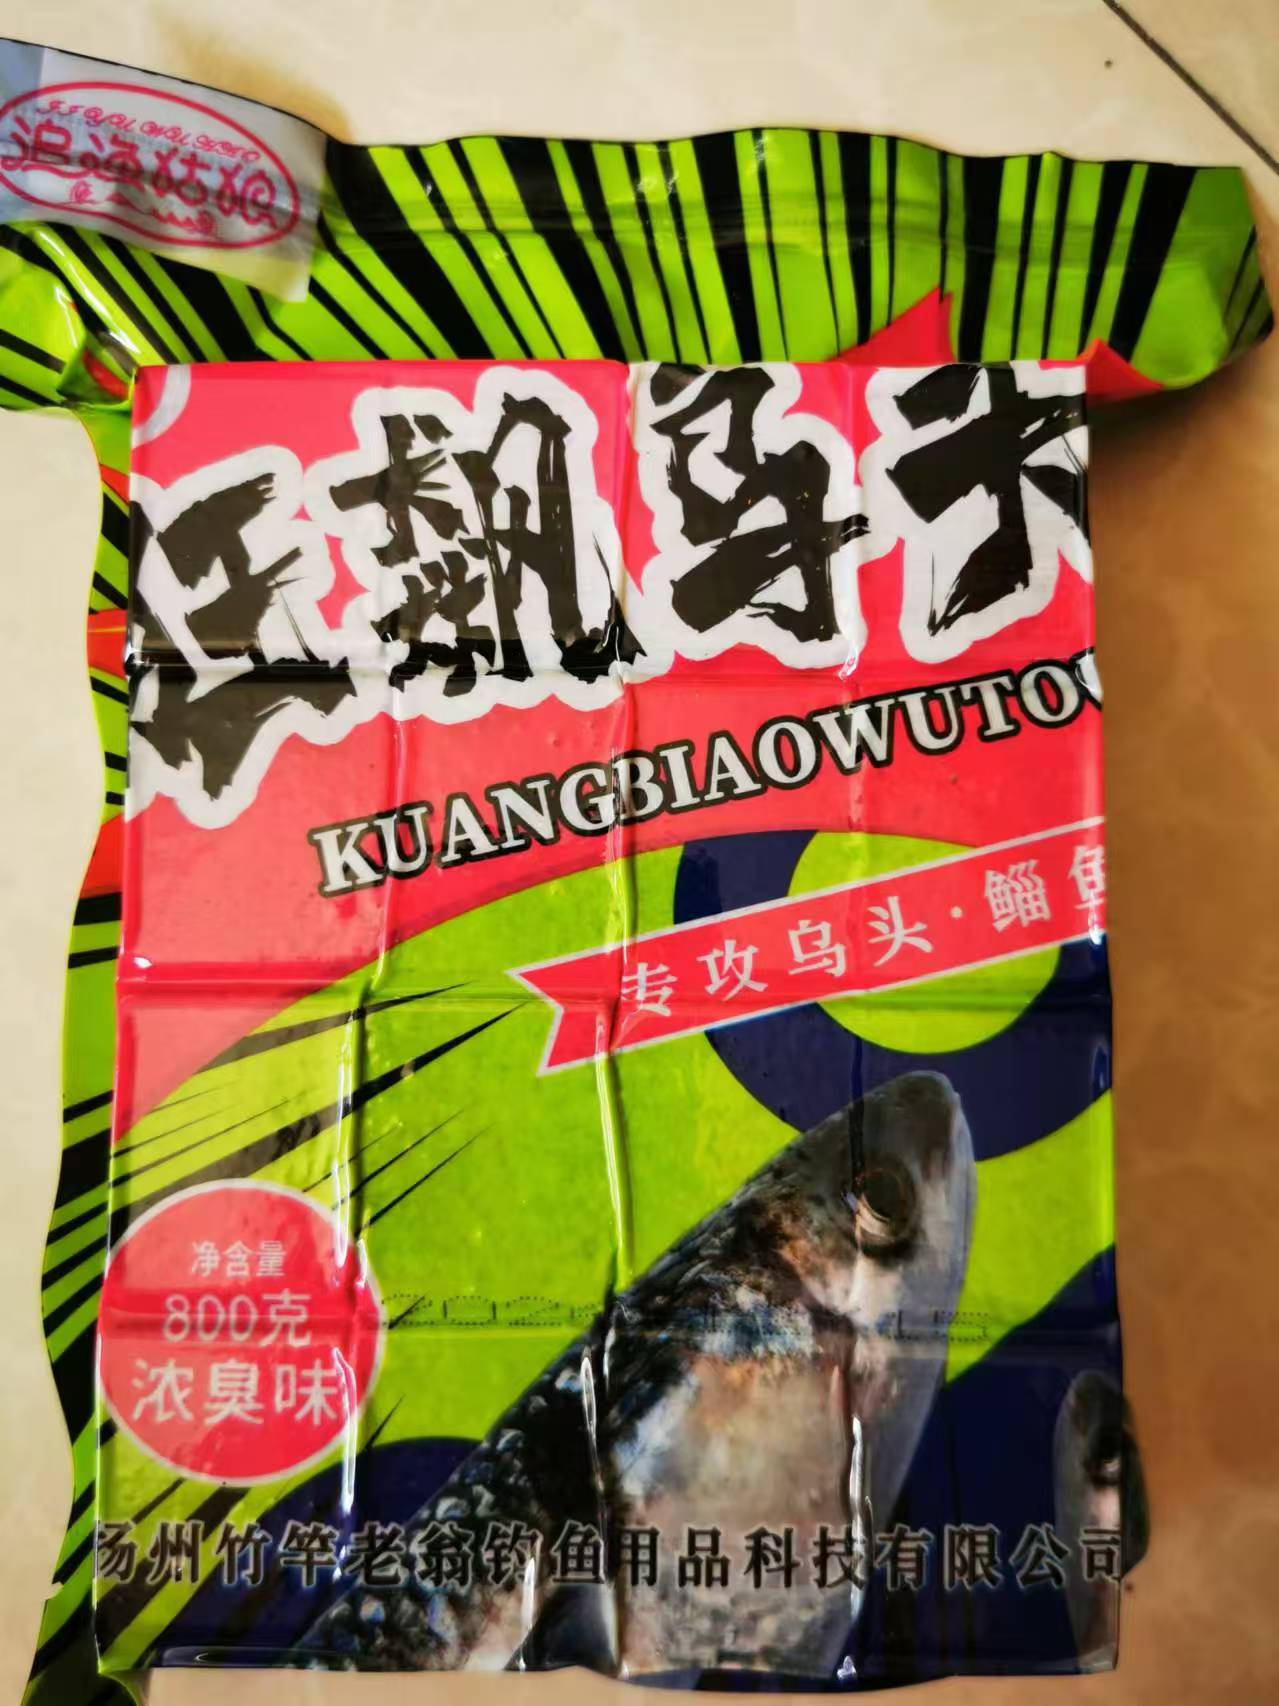 追渔姑娘
狂飙乌头
KUANGBIAOWUTO
专攻乌头·鲻鱼
净含量
800克
浓臭味
扬州竹竿老翁钓鱼用品科技有限公司